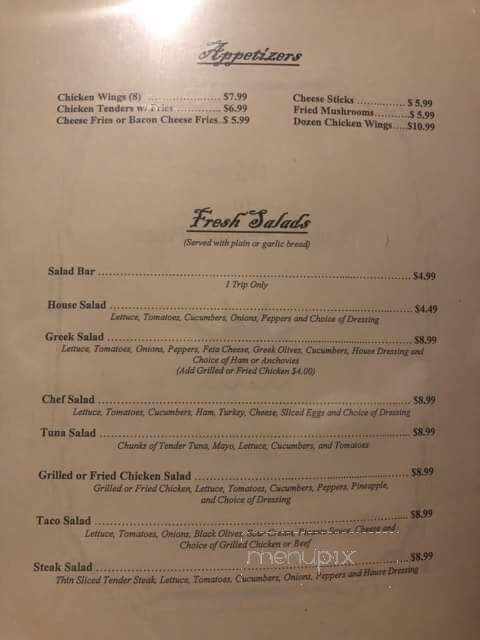 Appetizers
Chicken Wings (8) ........................ $7.99
Chicken Tenders w/ Fries.............. $6.99
Cheese Fries or Bacon Cheese Fries..$ 5.99
Cheese Sticks .............. $ 5.99
Fried Mushrooms..........$ 5.99
Dozen Chicken Wings....$10.99
Fresh Salads
(Served with plain or garlic bread)
Salad Bar ........................................ $4.99
1 Trip Only
House Salad ........................................ $4.49
Lettuce, Tomatoes, Cucumbers, Onions, Peppers and Choice of Dressing
Greek Salad ........................................ $8.99
Lettuce, Tomatoes, Onions, Peppers, Feta Cheese, Greek Olives, Cucumbers, House Dressing and
Choice of Ham or Anchovies
(Add Grilled or Fried Chicken $4.00)
Chef Salad ........................................ $8.99
Lettuce, Tomatoes, Cucumbers, Ham, Turkey, Cheese, Sliced Eggs and Choice of Dressing
Tuna Salad ........................................ $8.99
Chunks of Tender Tuna, Mayo, Lettuce, Cucumbers, and Tomatoes
Grilled or Fried Chicken Salad ........................................ $8.99
Grilled or Fried Chicken, Lettuce, Tomatoes, Cucumbers, Peppers, Pineapple,
and Choice of Dressing
Taco Salad ........................................ $8.99
Lettuce, Tomatoes, Onions, Black Olives, Sour Cream, Picante Sauce, Cheese and
Choice of Grilled Chicken or Beef
menupix
Steak Salad ........................................ $8.99
Thin Sliced Tender Steak, Lettuce, Tomatoes, Cucumbers, Onions, Peppers and House Dressing